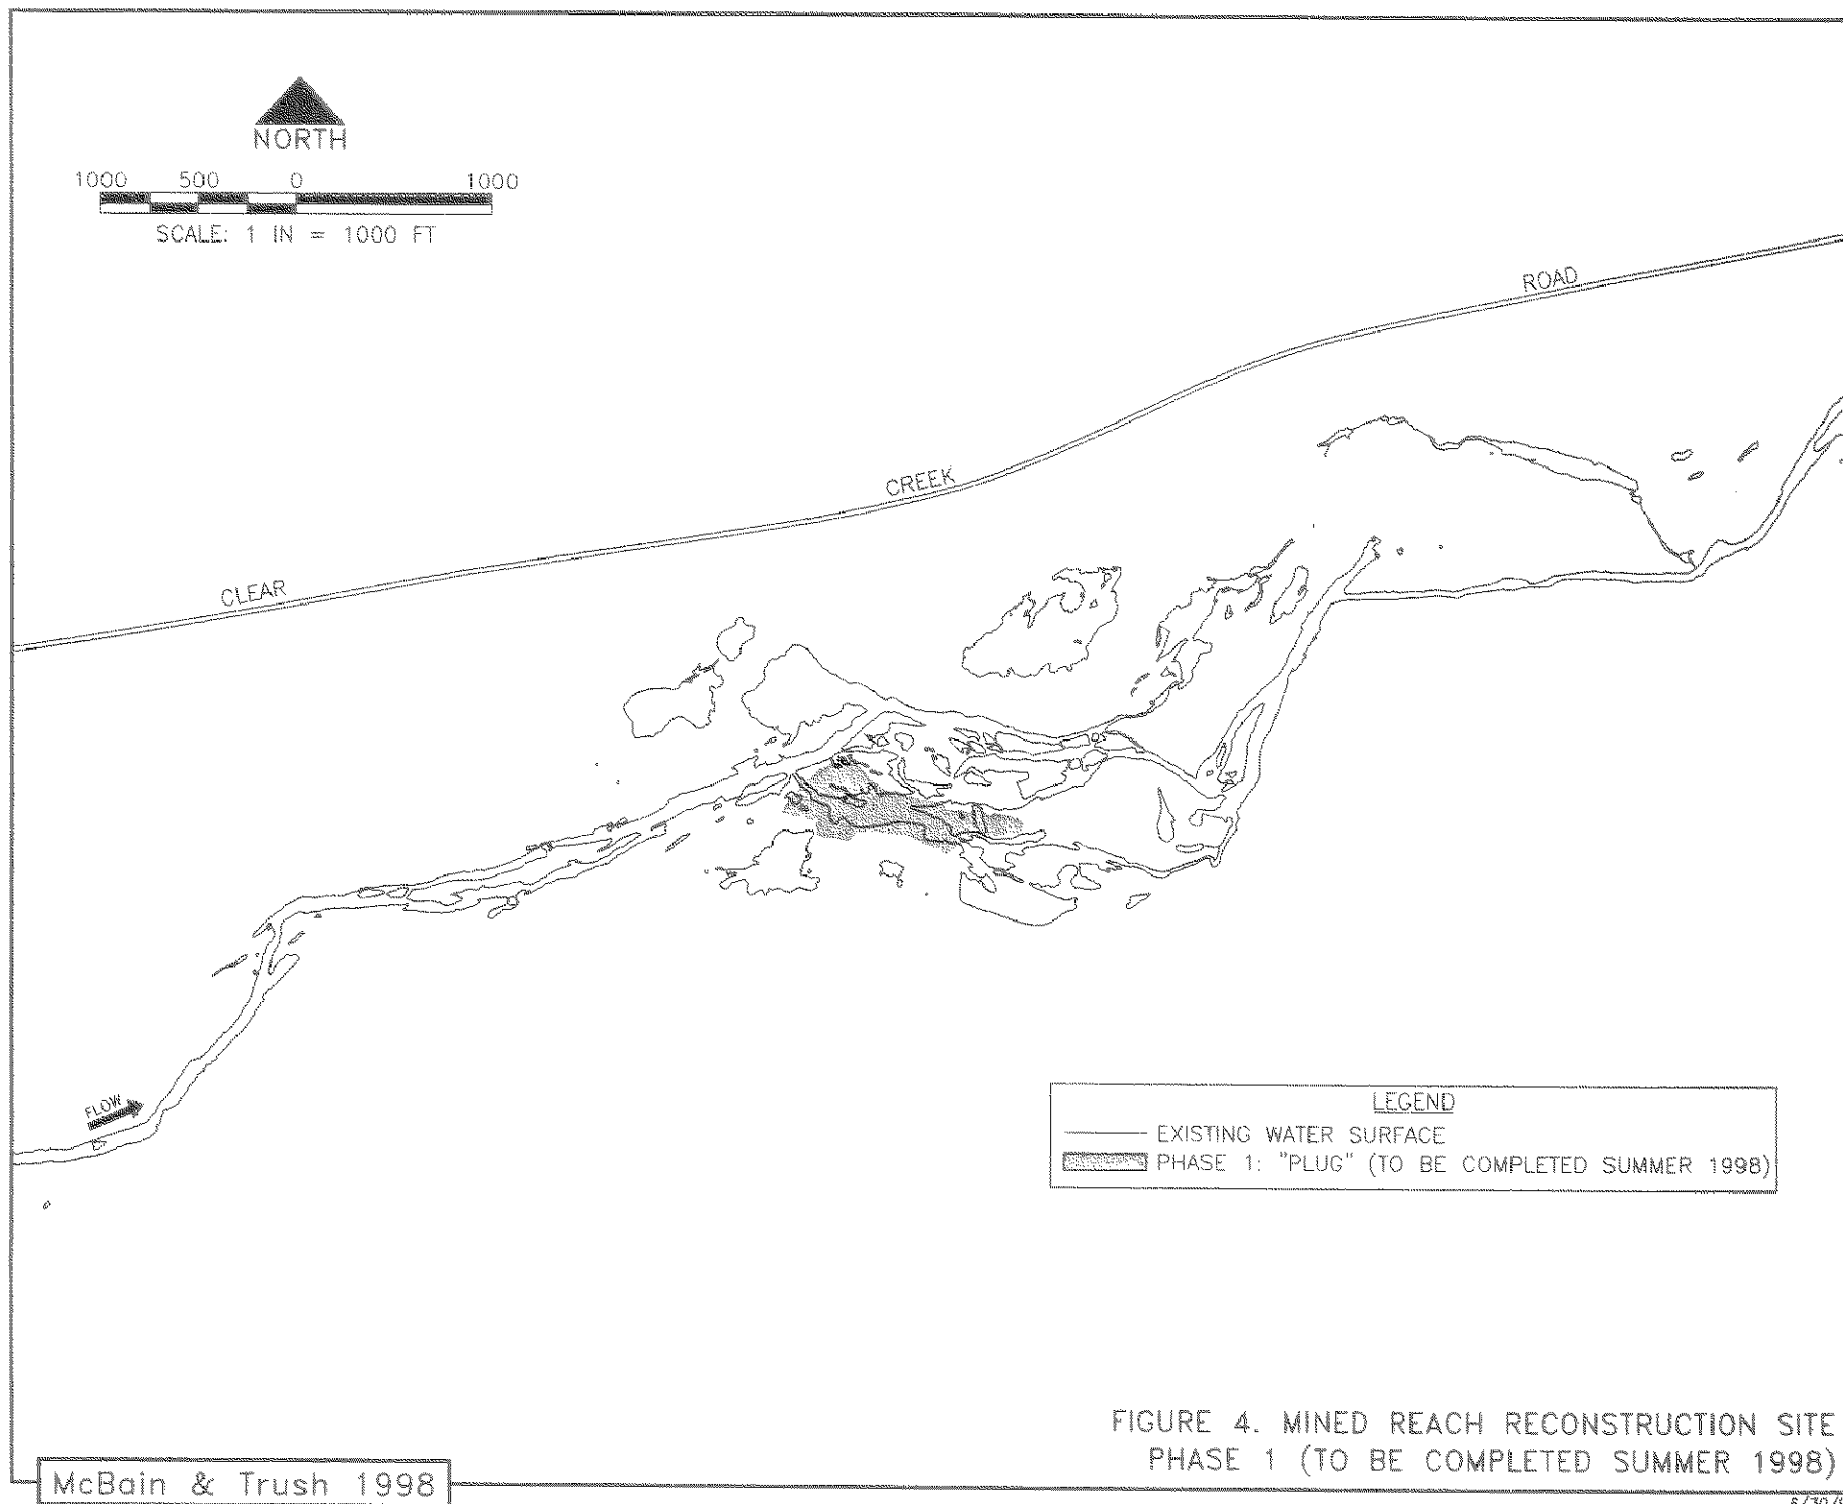 NORTH
1000 500 0 1000
SCALE: 1 IN = 1000 FT
ROAD
CREEK
CLEAR
FLOW
LEGEND
EXISTING WATER SURFACE
PHASE 1: "PLUG" (TO BE COMPLETED SUMMER 1998)
FIGURE 4. MINED REACH RECONSTRUCTION SITE
PHASE 1 (TO BE COMPLETED SUMMER 1998)
McBain & Trush 1998